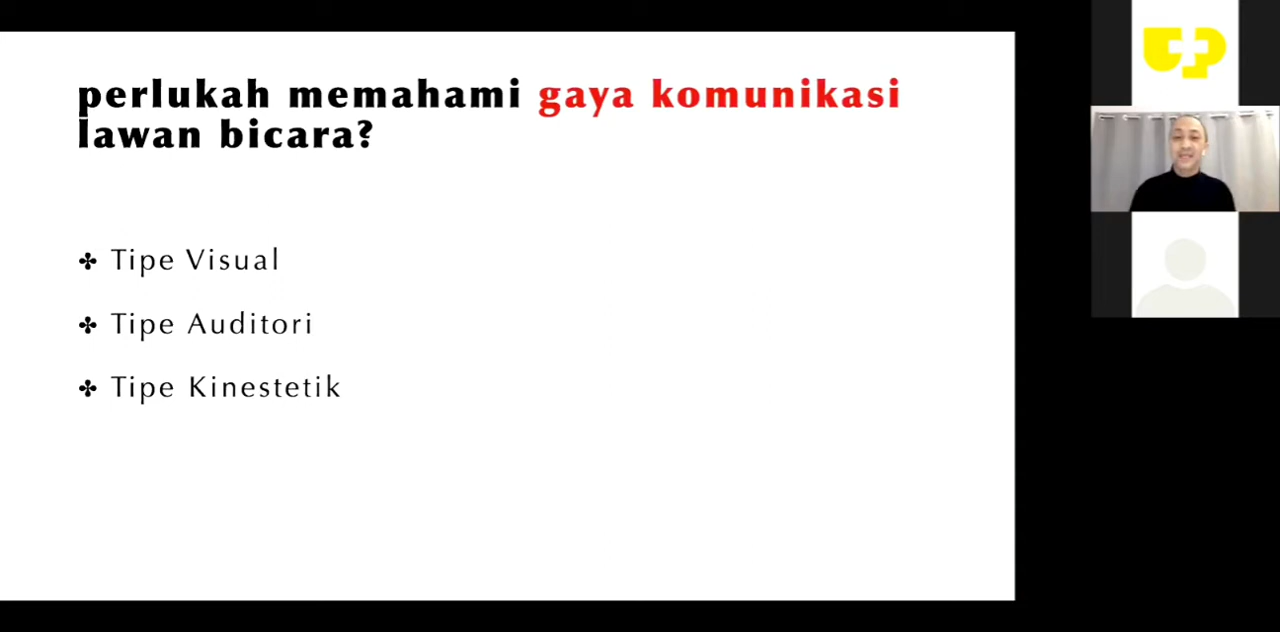 perlukah memahami gaya komunikasi
lawan bicara?
Tipe Visual
Tipe Auditori
Tipe Kinestetik